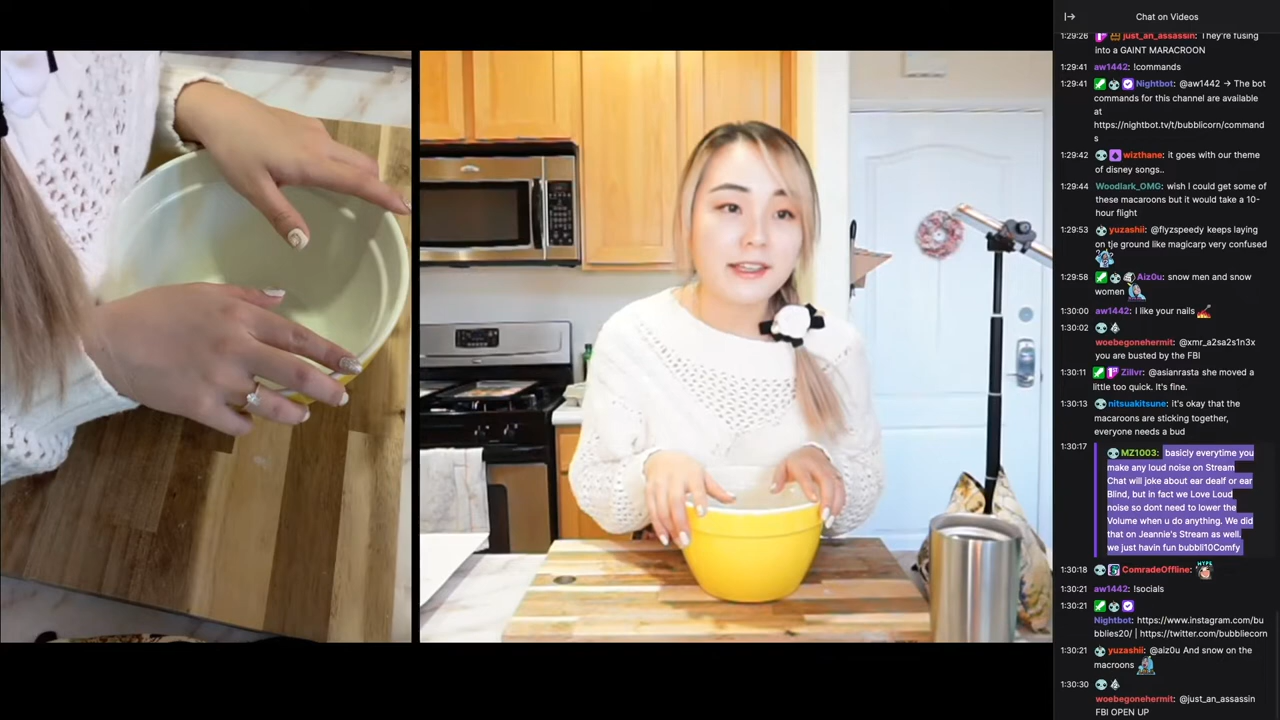 Chat on Videos
1:29:26 just_an_assassin: They're fusing
into a GAINT MARACROON
1:29:41 aw1442: !commands
1:29:41 Nightbot: @aw1442 -> The bot
commands for this channel are available
at
https://nightbot.tv/t/bubblicorn/command
s
1:29:42 wizthane: it goes with our theme
of disney songs..
1:29:44 Woodlark_OMG: wish I could get some of
these macaroons but it would take a 10-
hour flight
1:29:53 yuzashii: @flyzspeedy keeps laying
on tje ground like magicarp very confused
1:29:58 Aiz0u: snow men and snow
women
1:30:00 aw1442: I like your nails 💅
1:30:02
woebegonehermit: @xmr_a2sa2s1n3x
you are busted by the FBI
1:30:11 Zillvr: @asianrasta she moved a
little too quick. It's fine.
1:30:13 nitsuakitsune: it's okay that the
macaroons are sticking together,
everyone needs a bud
1:30:17 MZ1003: basicly everytime you
make any loud noise on Stream
Chat will joke about ear dealf or ear
Blind, but in fact we Love Loud
noise so dont need to lower the
Volume when u do anything. We did
that on Jeannie's Stream as well.
we just havin fun bubbli10Comfy
1:30:18 ComradeOffline: HYPE
1:30:21 aw1442: !socials
1:30:21
Nightbot: https://www.instagram.com/bu
bblies20/ | https://twitter.com/bubbliecorn
1:30:21 yuzashii: @aiz0u And snow on the
macroons
1:30:30
woebegonehermit: @just_an_assassin
FBI OPEN UP